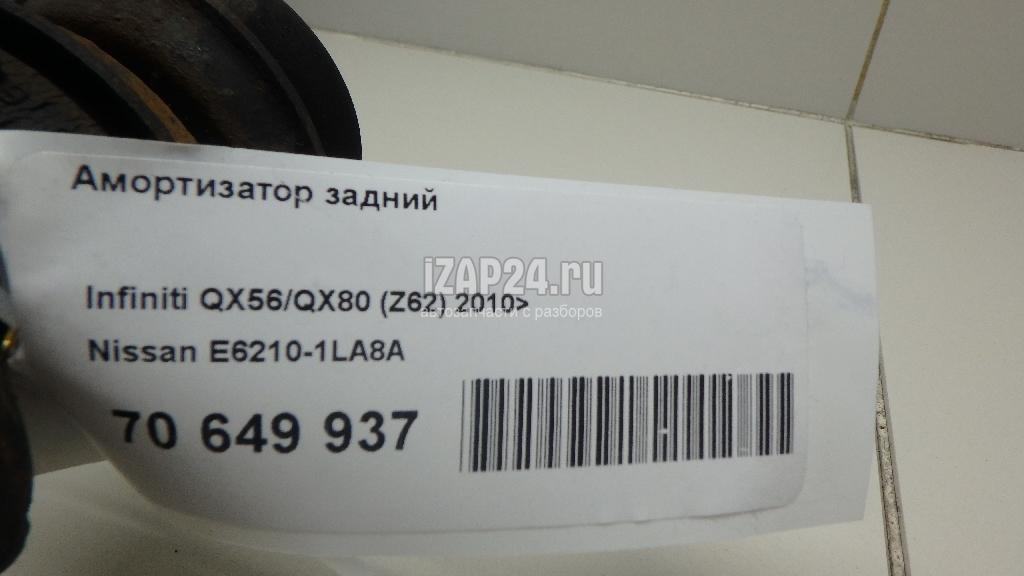 Амортизатор задний
iZAP24.ru
Infiniti QX56/QX80 (Z62) 2010>
автозапчасти с разборов
Nissan E6210-1LA8A
70 649 937